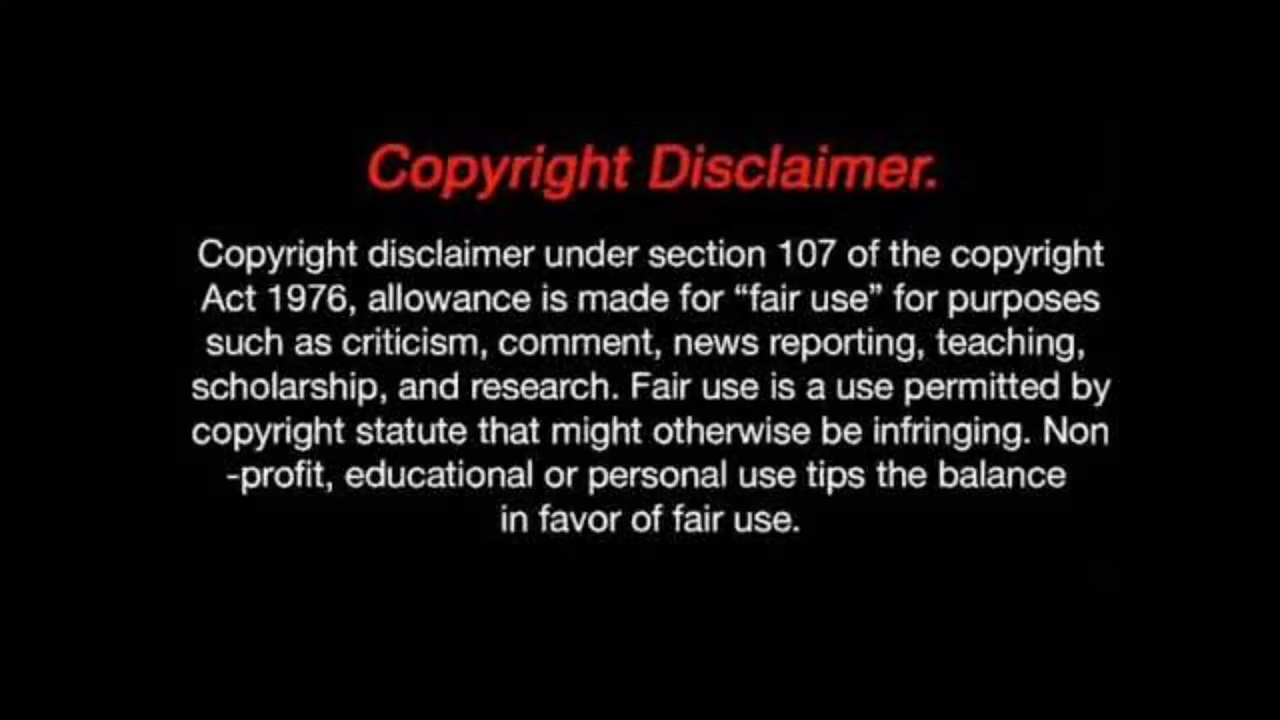 Copyright Disclaimer.
Copyright disclaimer under section 107 of the copyright
Act 1976, allowance is made for “fair use” for purposes
such as criticism, comment, news reporting, teaching,
scholarship, and research. Fair use is a use permitted by
copyright statute that might otherwise be infringing. Non
-profit, educational or personal use tips the balance
in favor of fair use.